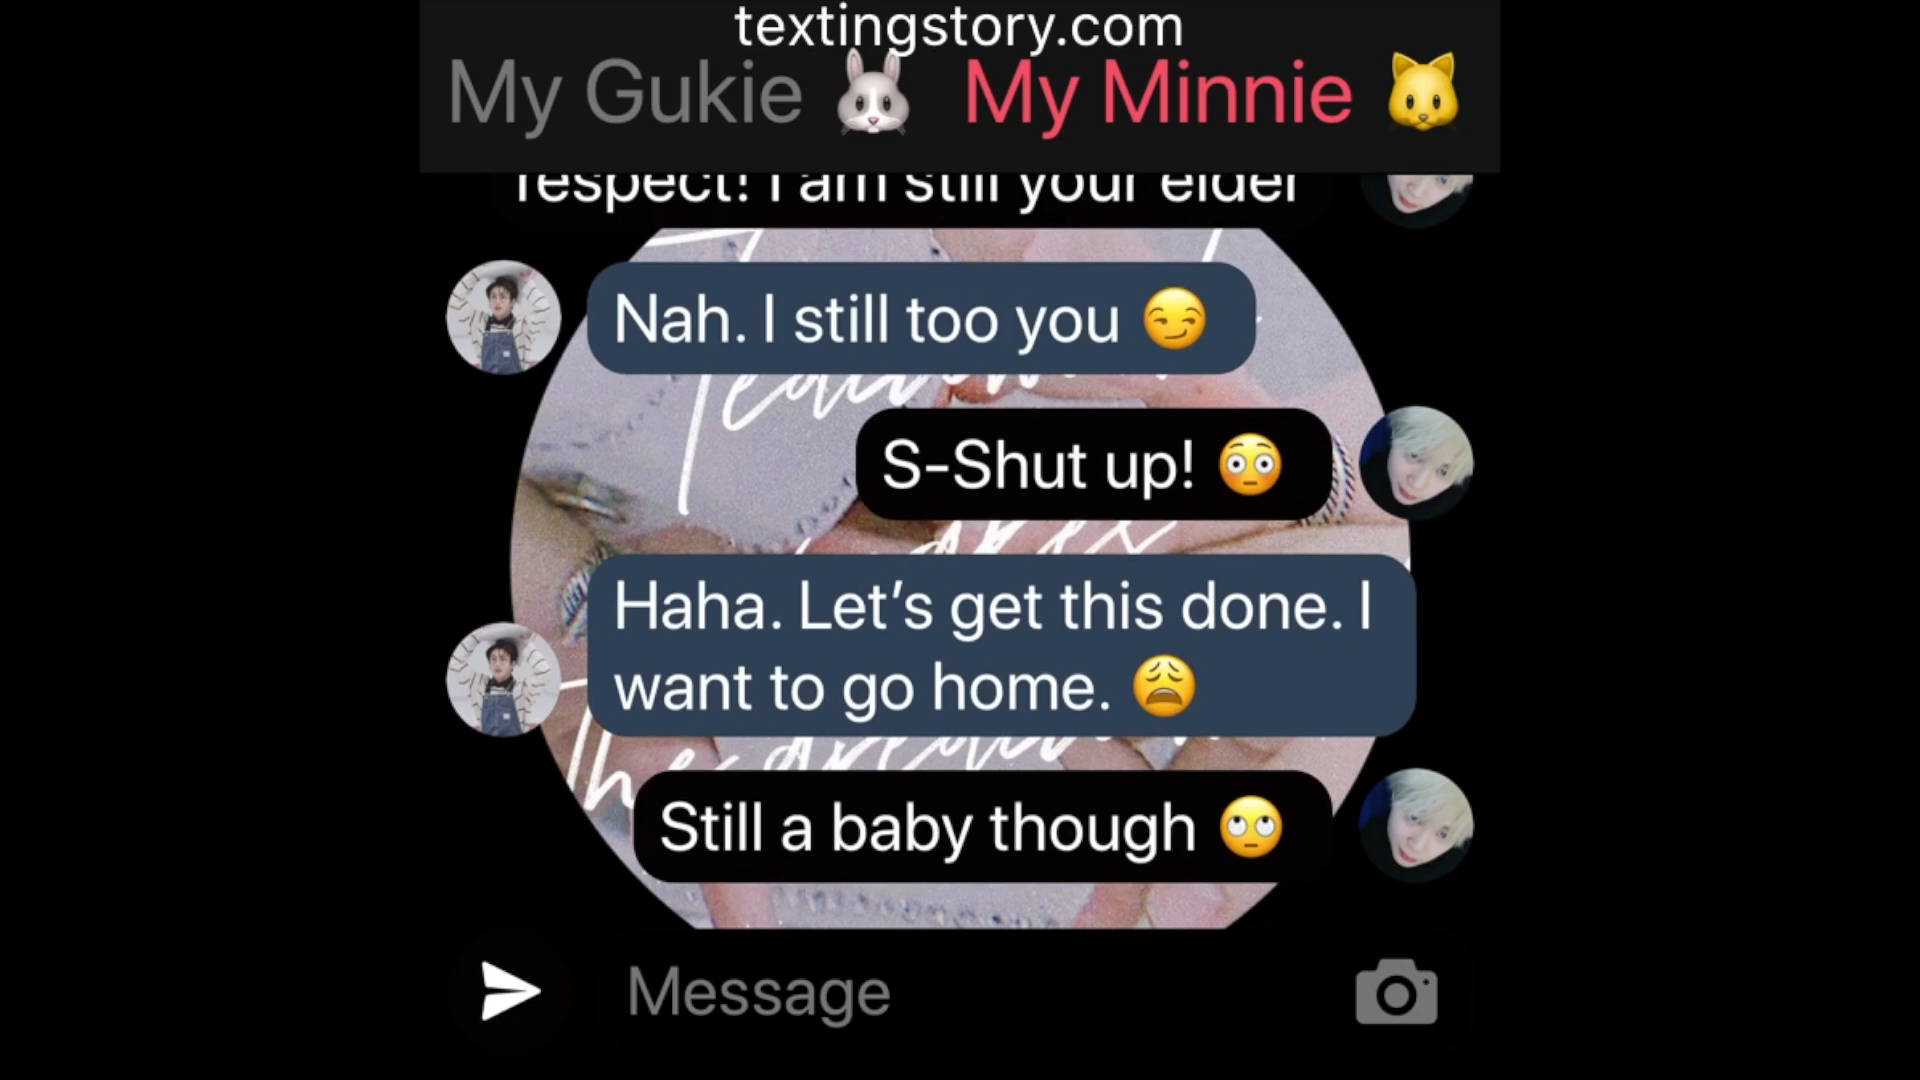 textingstory.com
My Gukie 🐰 My Minnie 🐱
respect! I am still your elder
Nah. I still too you 😏
S-Shut up! 😳
Haha. Let's get this done. I
want to go home. 😩
Still a baby though 🙄
Message